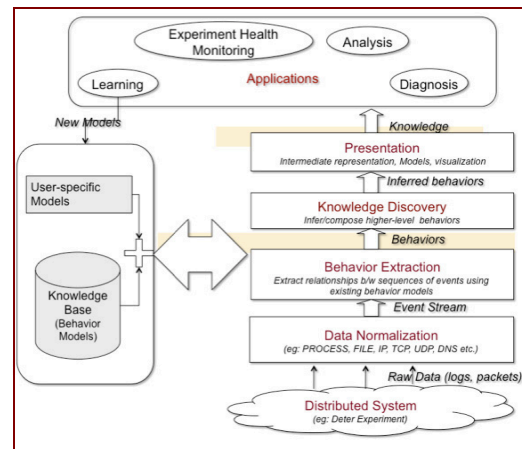 Experiment Health
Monitoring
Analysis
Applications
Learning
Diagnosis
New Models
Knowledge
Presentation
Intermediate representation, Models, visualization
Inferred behaviors
User-specific
Models
Knowledge Discovery
Infer/compose higher-level behaviors
Behaviors
Behavior Extraction
Extract relationships b/w sequences of events using
existing behavior models
Knowledge
Base
(Behavior
Models)
Event Stream
Data Normalization
(eg: PROCESS, FILE, IP, TCP, UDP, DNS etc.)
Raw Data (logs, packets)
Distributed System
(eg: Deter Experiment)